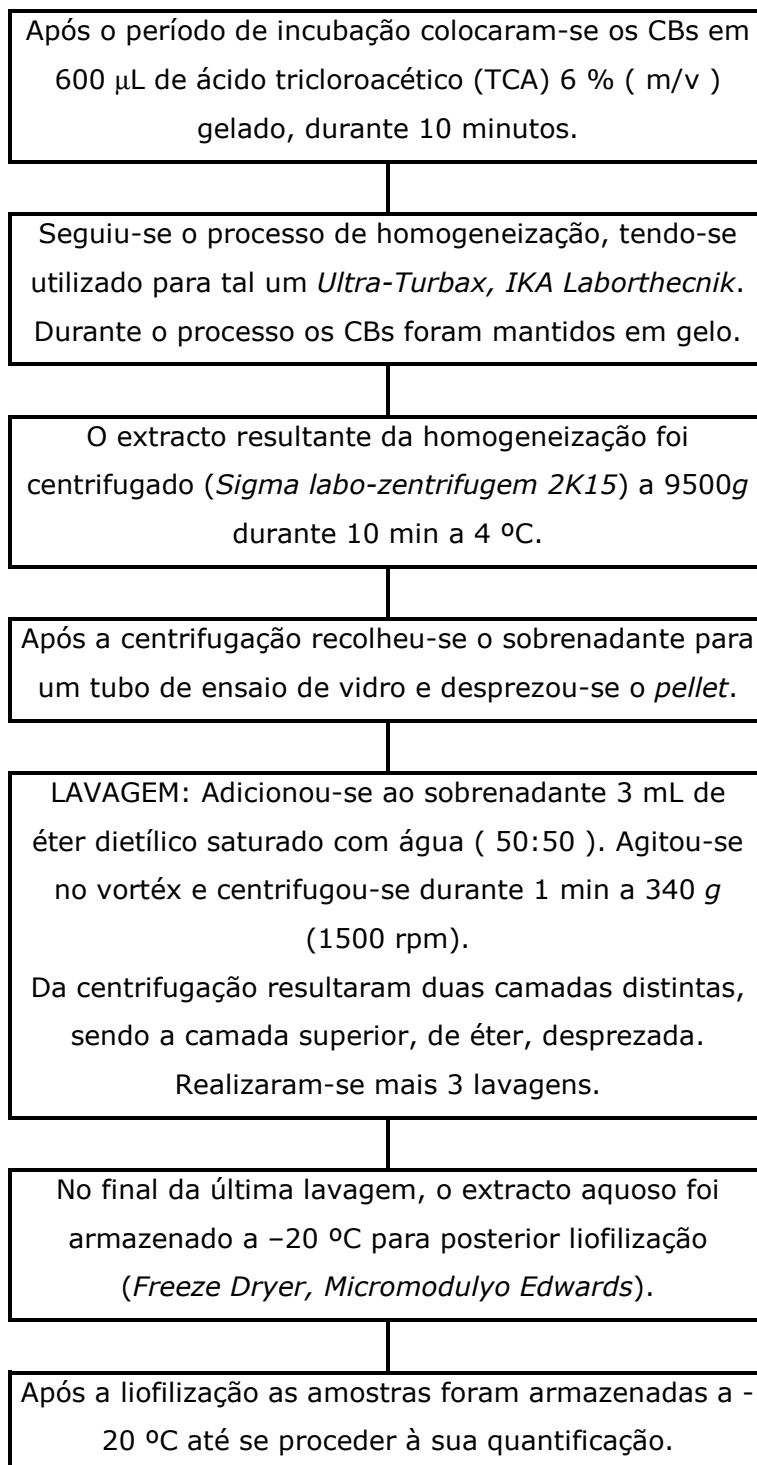 Após o período de incubação colocaram-se os CBs em
600 μL de ácido tricloroacético (TCA) 6 % ( m/v )
gelado, durante 10 minutos.
Seguiu-se o processo de homogeneização, tendo-se
utilizado para tal um Ultra-Turbax, IKA Laborthecnik.
Durante o processo os CBs foram mantidos em gelo.
O extracto resultante da homogeneização foi
centrifugado (Sigma labo-zentrifugem 2K15) a 9500g
durante 10 min a 4 ºC.
Após a centrifugação recolheu-se o sobrenadante para
um tubo de ensaio de vidro e desprezou-se o pellet.
LAVAGEM: Adicionou-se ao sobrenadante 3 mL de
éter dietílico saturado com água ( 50:50 ). Agitou-se
no vortéx e centrifugou-se durante 1 min a 340 g
(1500 rpm).
Da centrifugação resultaram duas camadas distintas,
sendo a camada superior, de éter, desprezada.
Realizaram-se mais 3 lavagens.
No final da última lavagem, o extracto aquoso foi
armazenado a –20 ºC para posterior liofilização
(Freeze Dryer, Micromodulyo Edwards).
Após a liofilização as amostras foram armazenadas a -
20 ºC até se proceder à sua quantificação.